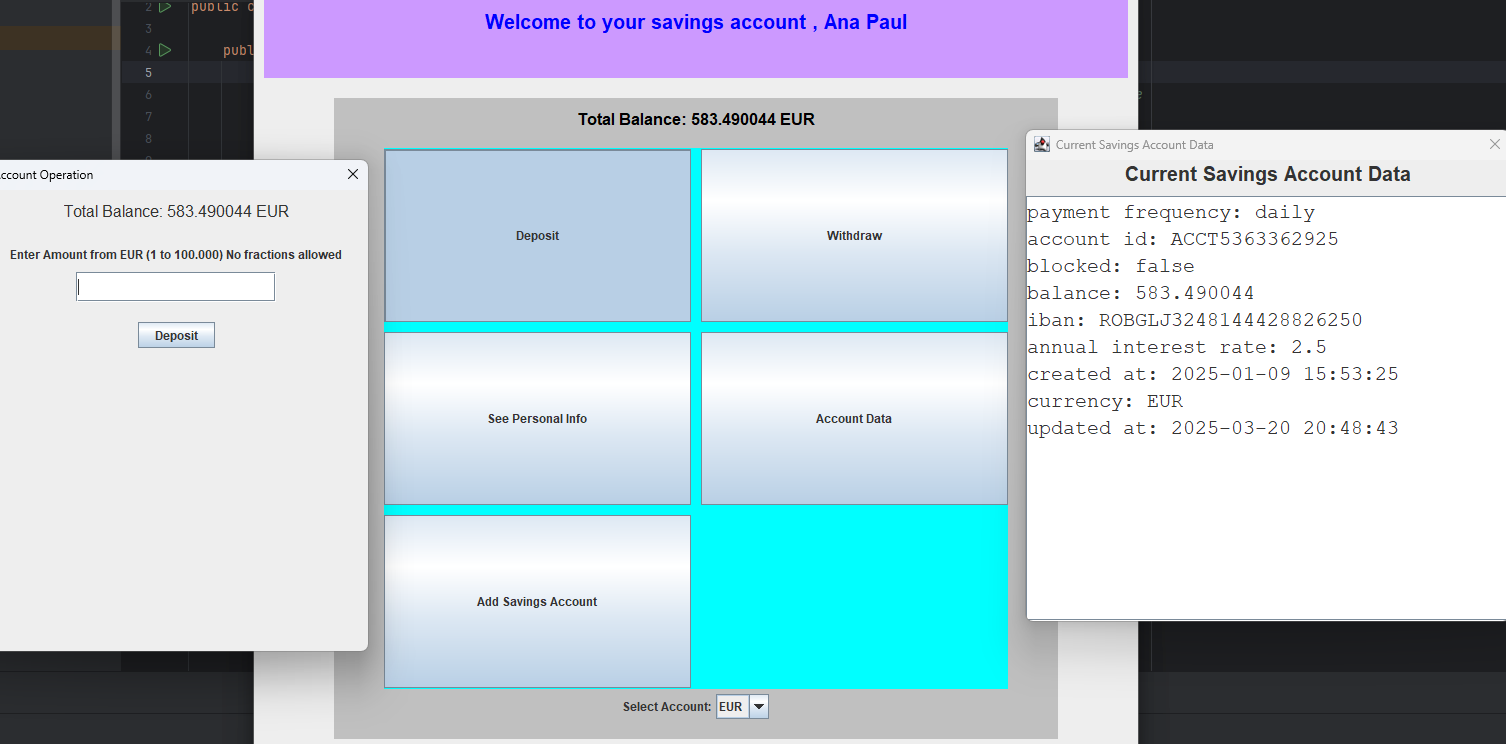 2 public c
3
4 publ
5
6
7
8
Welcome to your savings account , Ana Paul
Total Balance: 583.490044 EUR
ccount Operation
Total Balance: 583.490044 EUR
Enter Amount from EUR (1 to 100.000) No fractions allowed
Deposit
Deposit
Withdraw
See Personal Info
Account Data
Add Savings Account
Select Account: EUR
Current Savings Account Data
Current Savings Account Data
payment frequency: daily
account id: ACCT5363362925
blocked: false
balance: 583.490044
iban: ROBGLJ3248144428826250
annual interest rate: 2.5
created at: 2025-01-09 15:53:25
currency: EUR
updated at: 2025-03-20 20:48:43